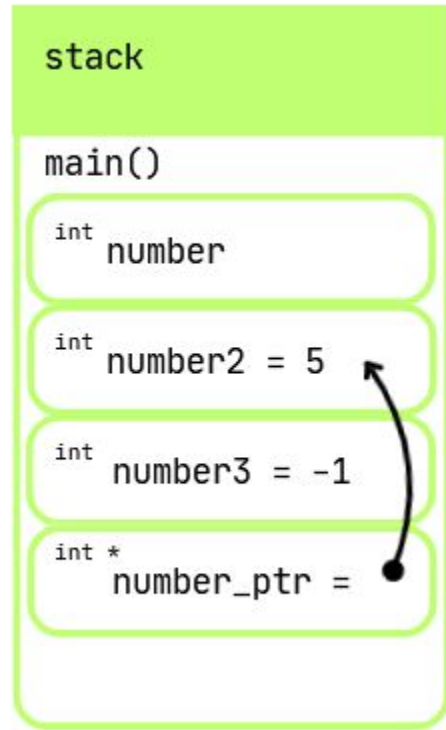 stack
main()
int number
int number2 = 5
int number3 = -1
int * number_ptr =